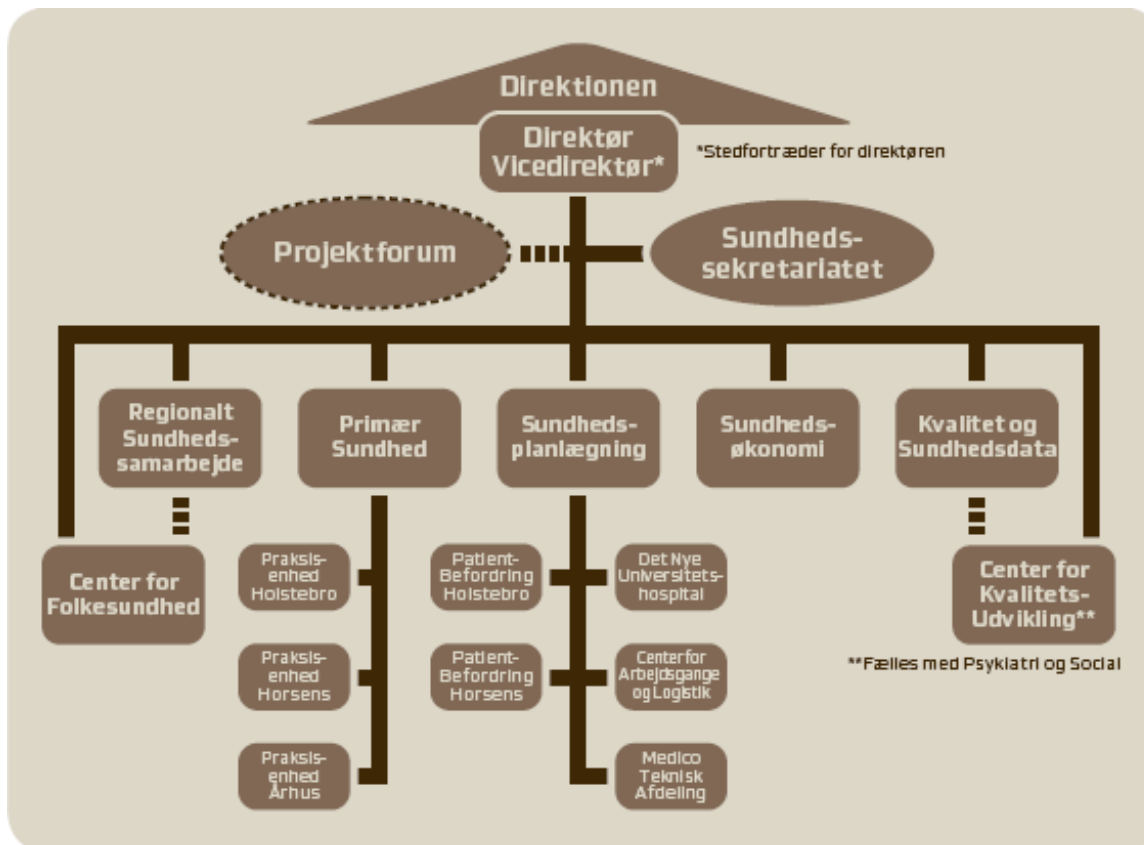 Direktionen
Direktør
Vicedirektør*
*Stedfortræder for direktøren
Projektforum
Sundheds-
sekretariatet
Regionalt
Sundheds-
samarbejde
Primær
Sundhed
Sundheds-
planlægning
Sundheds-
økonomi
Kvalitet og
Sundhedsdata
Center for
Folkesundhed
Praksis-
enhed
Holstebro
Praksis-
enhed
Horsens
Praksis-
enhed
Århus
Patient-
Befordring
Holstebro
Patient-
Befordring
Horsens
Det Nye
Universitets-
hospital
Center for
Arbejdsgange
og Logistik
Medico
Teknisk
Afdeling
Center for
Kvalitets-
Udvikling**
**Fælles med Psykiatri og Social